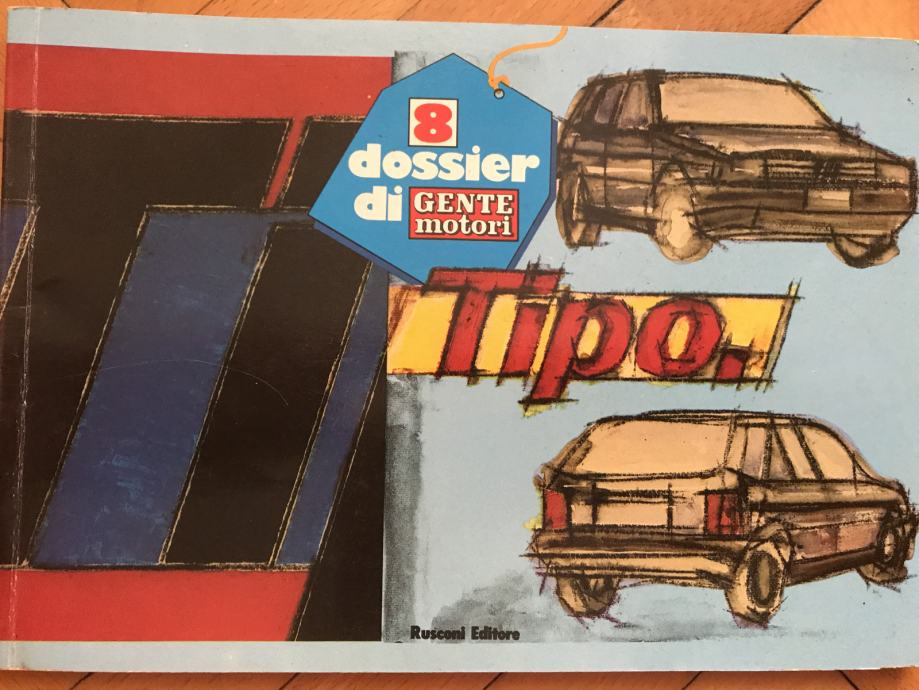 8
dossier
di GENTE
motori
Tipo.
Rusconi Editore